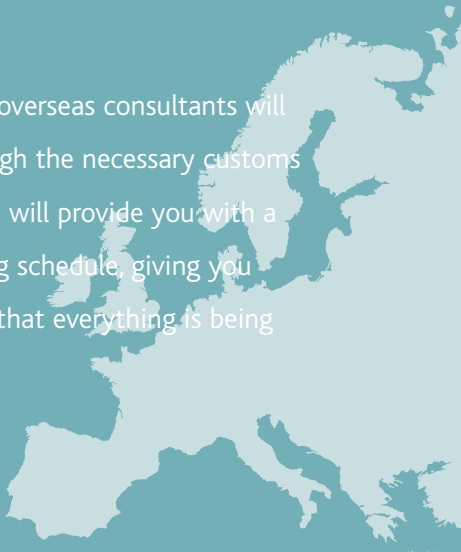 overseas consultants will
gh the necessary customs
will provide you with a
g schedule, giving you
that everything is being